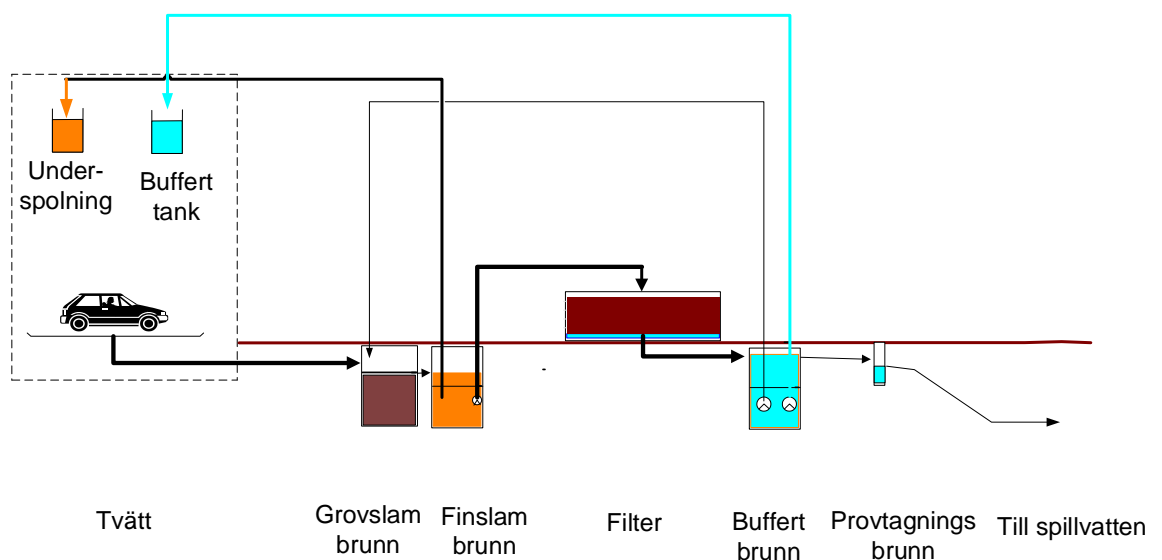 Under-
spolning
Buffert
tank
Tvätt
Grovslam
brunn
Finslam
brunn
Filter
Buffert
brunn
Provtagnings
brunn
Till spillvatten